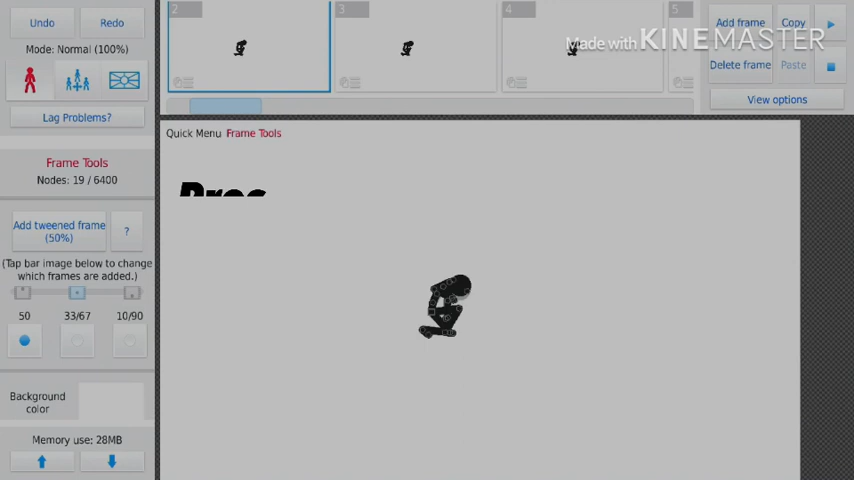 Undo
Redo
Mode: Normal (100%)
Lag Problems?
Frame Tools
Nodes: 19 / 6400
Add tweened frame
(50%)
?
(Tap bar image below to change
which frames are added.)
50
33/67
10/90
Background
color
Memory use: 28MB
2
3
4
5
Made with KINEMASTER
Add frame
Copy
Delete frame
Paste
View options
Quick Menu
Frame Tools